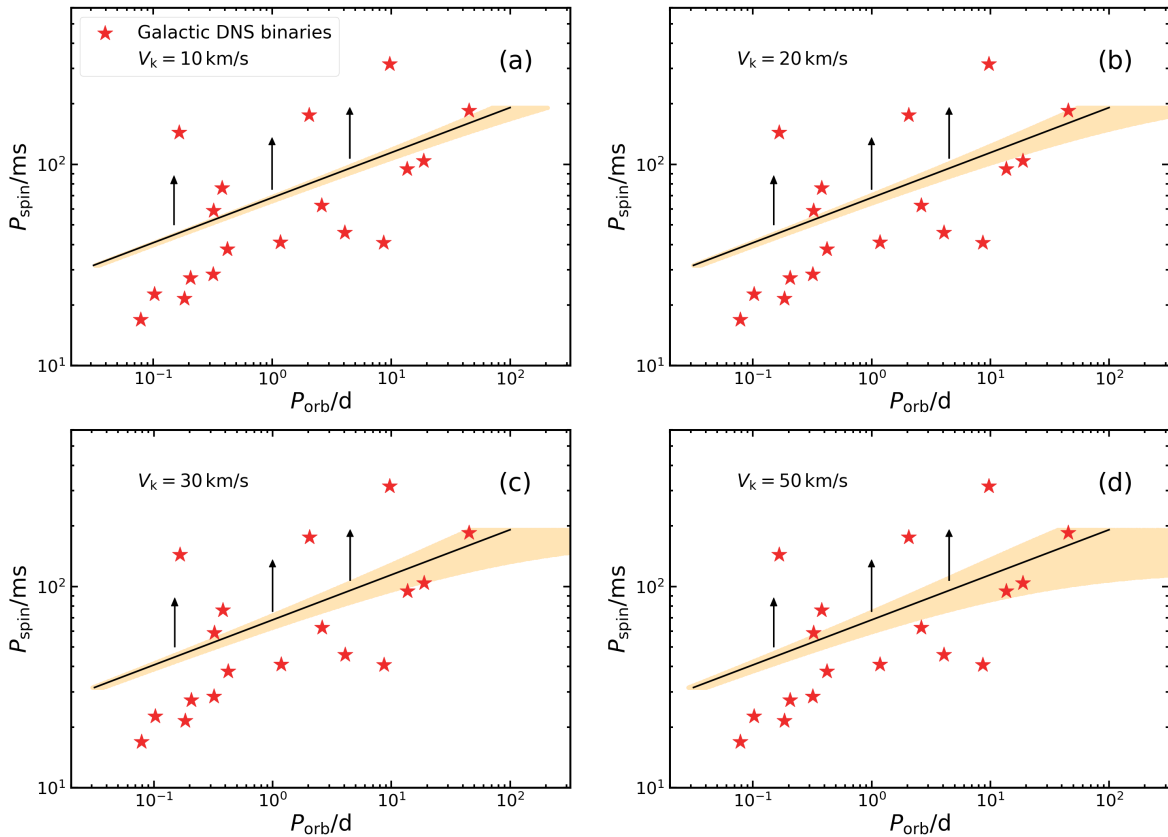 Galactic DNS binaries
V_k = 10 km/s
(a)
P_spin/ms
10^2
10^1
10^-1 10^0 10^1 10^2
P_orb/d
V_k = 20 km/s
(b)
P_spin/ms
10^2
10^1
10^-1 10^0 10^1 10^2
P_orb/d
V_k = 30 km/s
(c)
P_spin/ms
10^2
10^1
10^-1 10^0 10^1 10^2
P_orb/d
V_k = 50 km/s
(d)
P_spin/ms
10^2
10^1
10^-1 10^0 10^1 10^2
P_orb/d